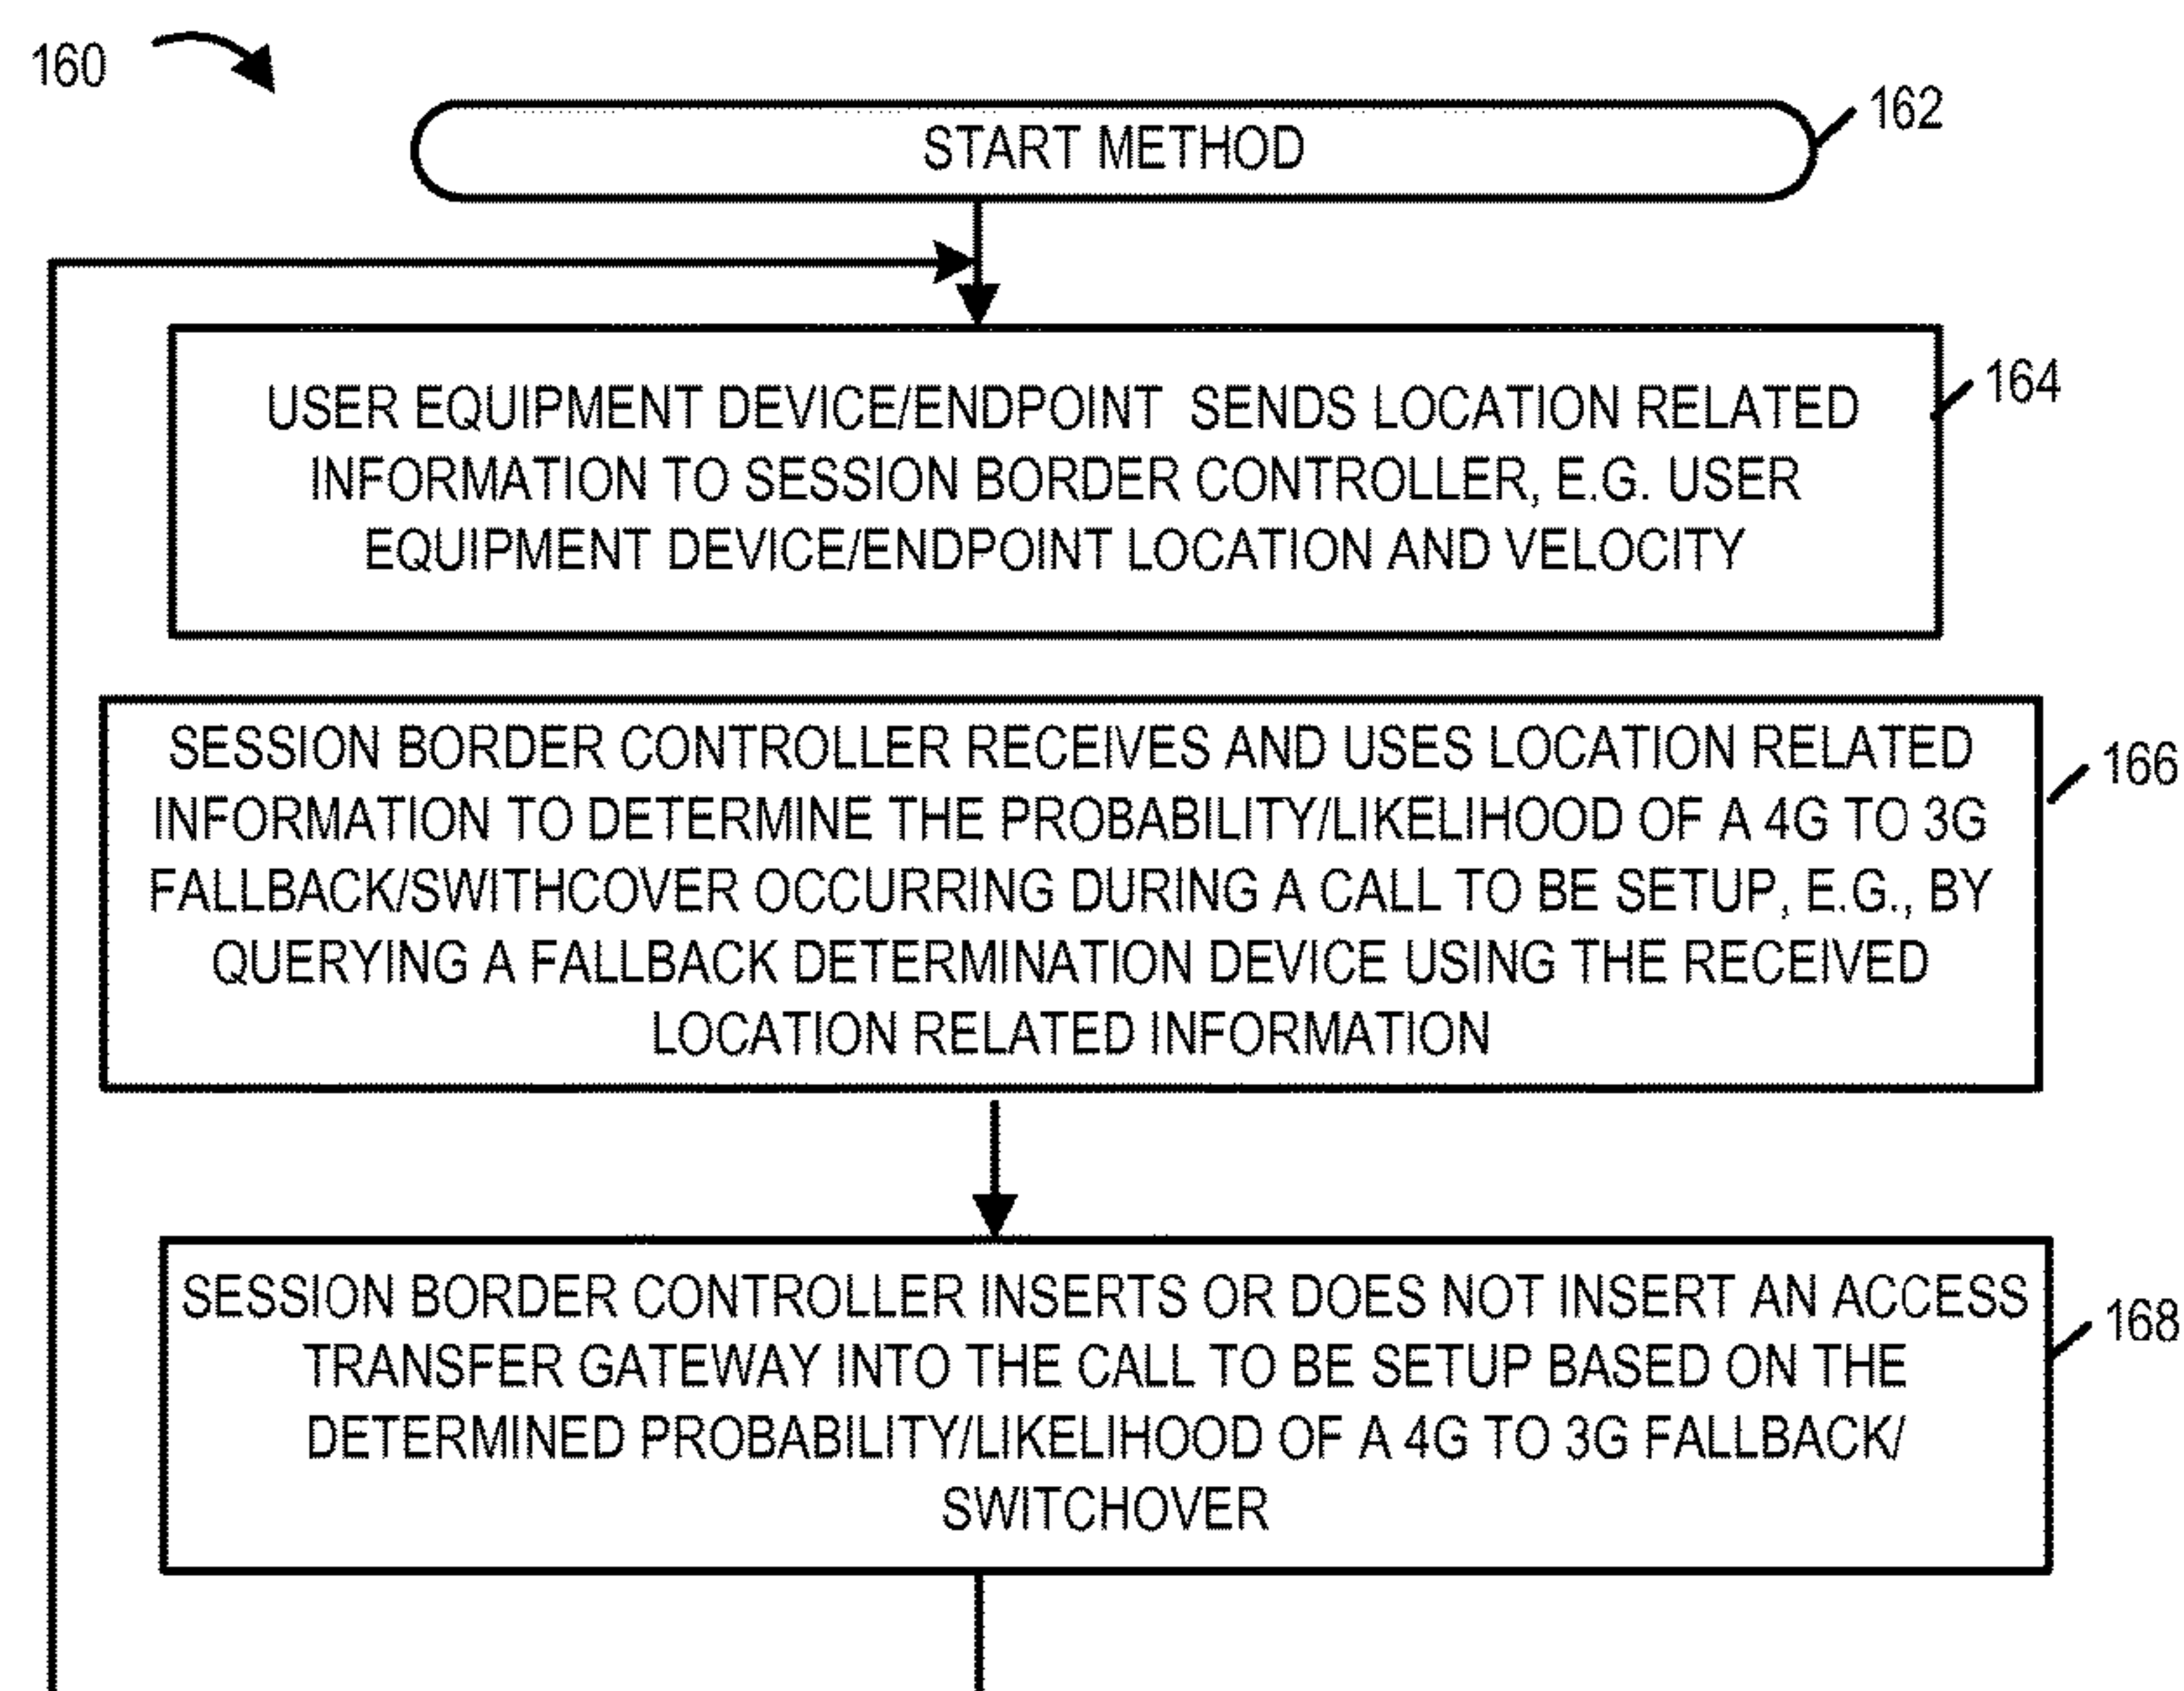 160
START METHOD
162
USER EQUIPMENT DEVICE/ENDPOINT SENDS LOCATION RELATED
INFORMATION TO SESSION BORDER CONTROLLER, E.G. USER
EQUIPMENT DEVICE/ENDPOINT LOCATION AND VELOCITY
164
SESSION BORDER CONTROLLER RECEIVES AND USES LOCATION RELATED
INFORMATION TO DETERMINE THE PROBABILITY/LIKELIHOOD OF A 4G TO 3G
FALLBACK/SWITHCOVER OCCURRING DURING A CALL TO BE SETUP, E.G., BY
QUERYING A FALLBACK DETERMINATION DEVICE USING THE RECEIVED
LOCATION RELATED INFORMATION
166
SESSION BORDER CONTROLLER INSERTS OR DOES NOT INSERT AN ACCESS
TRANSFER GATEWAY INTO THE CALL TO BE SETUP BASED ON THE
DETERMINED PROBABILITY/LIKELIHOOD OF A 4G TO 3G FALLBACK/
SWITCHOVER
168